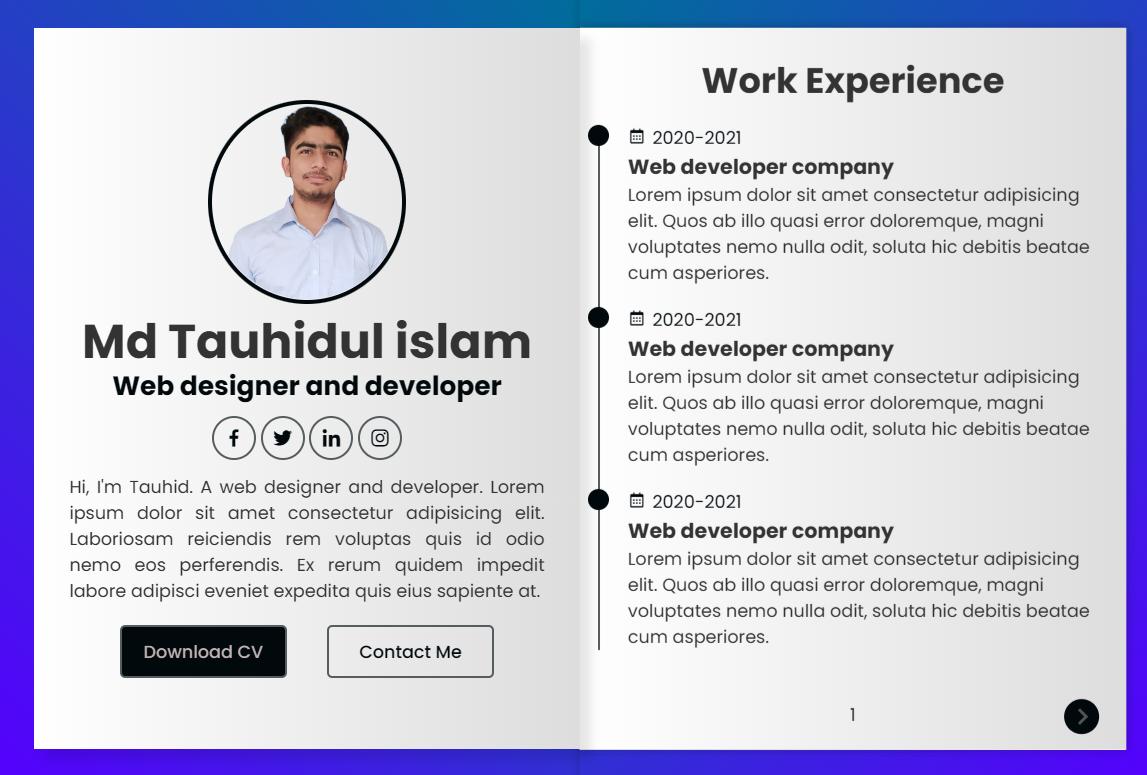 Md Tauhidul islam
Web designer and developer
Hi, I'm Tauhid. A web designer and developer. Lorem
ipsum dolor sit amet consectetur adipisicing elit.
Laboriosam reiciendis rem voluptas quis id odio
nemo eos perferendis. Ex rerum quidem impedit
labore adipisci eveniet expedita quis eius sapiente at.
Download CV
Contact Me
Work Experience
2020-2021
Web developer company
Lorem ipsum dolor sit amet consectetur adipisicing
elit. Quos ab illo quasi error doloremque, magni
voluptates nemo nulla odit, soluta hic debitis beatae
cum asperiores.
2020-2021
Web developer company
Lorem ipsum dolor sit amet consectetur adipisicing
elit. Quos ab illo quasi error doloremque, magni
voluptates nemo nulla odit, soluta hic debitis beatae
cum asperiores.
2020-2021
Web developer company
Lorem ipsum dolor sit amet consectetur adipisicing
elit. Quos ab illo quasi error doloremque, magni
voluptates nemo nulla odit, soluta hic debitis beatae
cum asperiores.
1